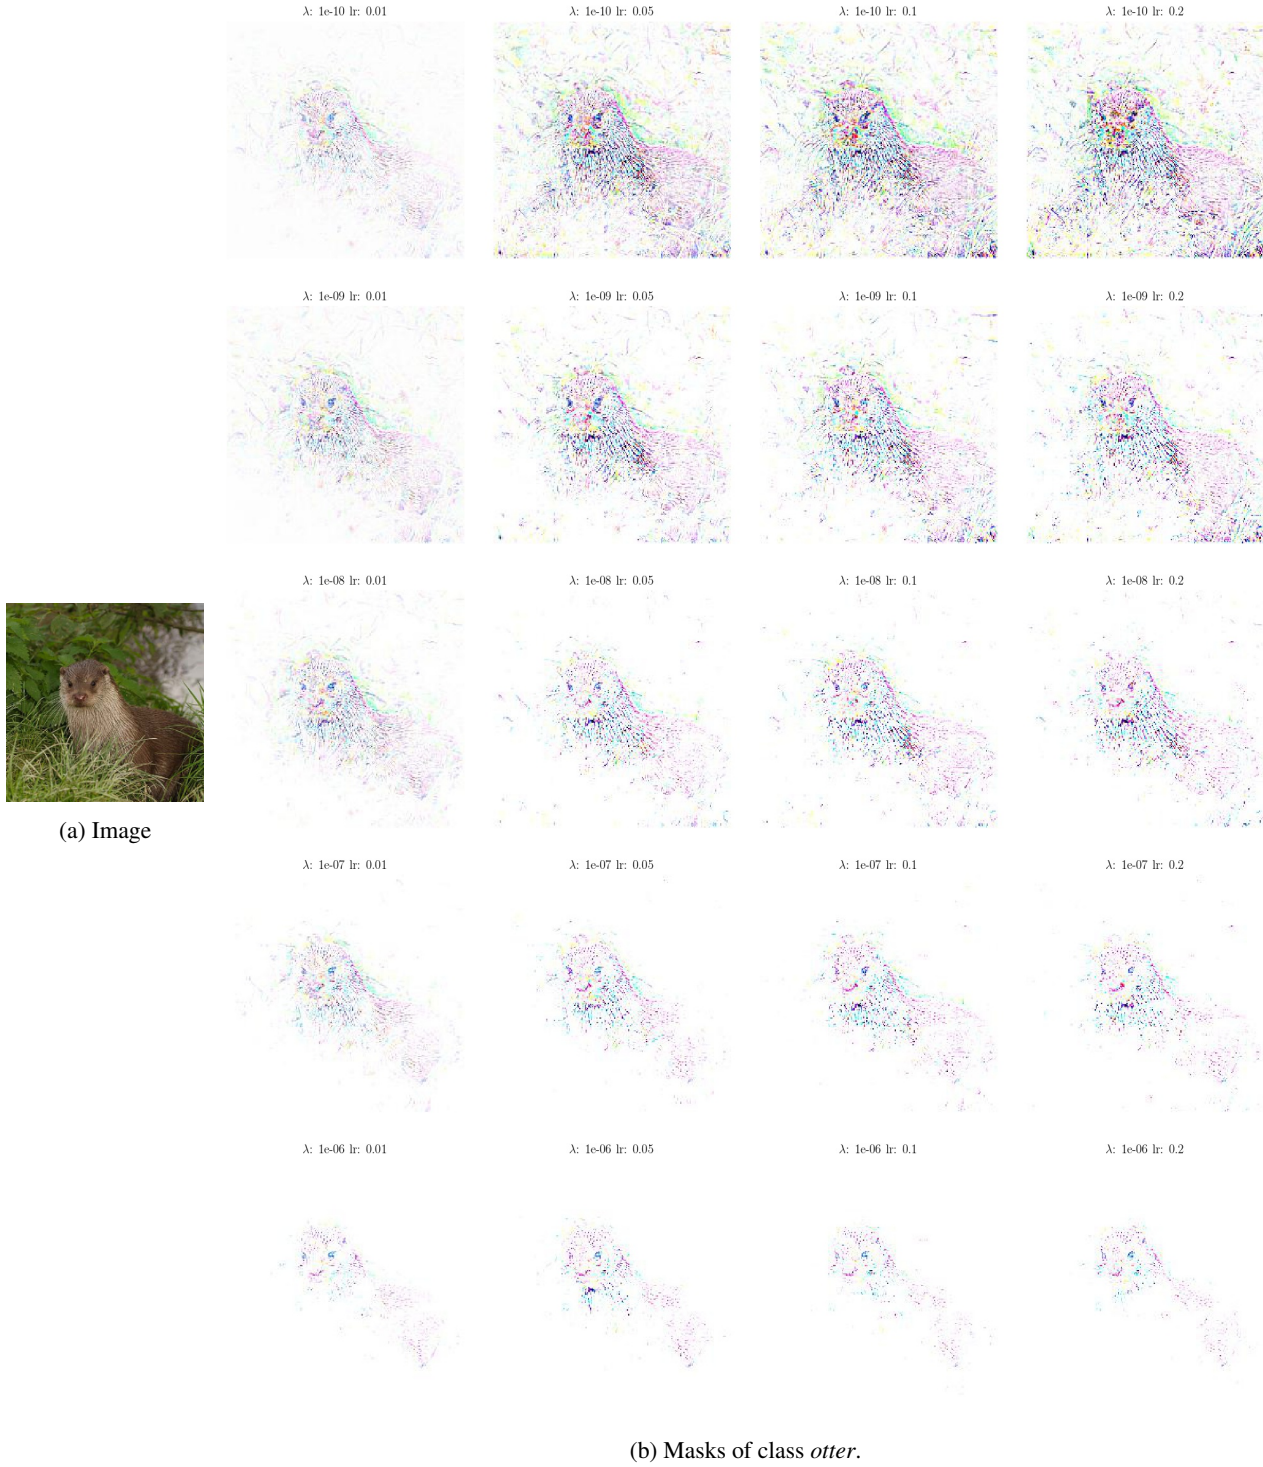 λ: 1e-10 lr: 0.01
λ: 1e-10 lr: 0.05
λ: 1e-10 lr: 0.1
λ: 1e-10 lr: 0.2
λ: 1e-09 lr: 0.01
λ: 1e-09 lr: 0.05
λ: 1e-09 lr: 0.1
λ: 1e-09 lr: 0.2
λ: 1e-08 lr: 0.01
λ: 1e-08 lr: 0.05
λ: 1e-08 lr: 0.1
λ: 1e-08 lr: 0.2
(a) Image
λ: 1e-07 lr: 0.01
λ: 1e-07 lr: 0.05
λ: 1e-07 lr: 0.1
λ: 1e-07 lr: 0.2
λ: 1e-06 lr: 0.01
λ: 1e-06 lr: 0.05
λ: 1e-06 lr: 0.1
λ: 1e-06 lr: 0.2
(b) Masks of class otter.